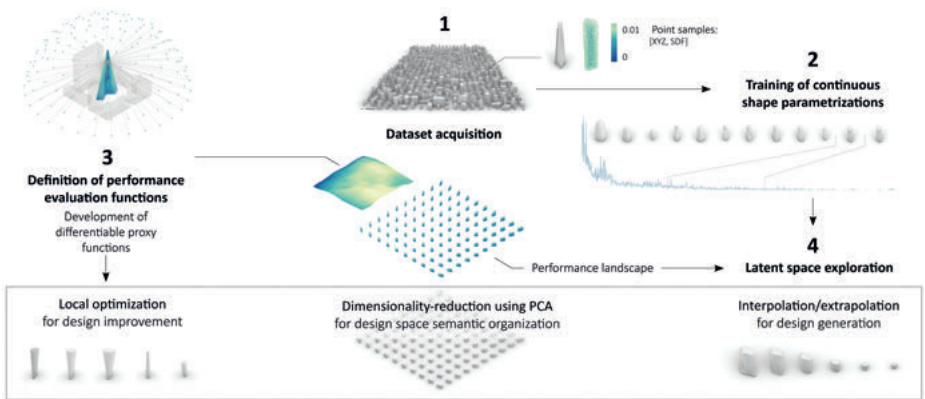 1
0.01
Point samples:
[XYZ, SDF]
0
Dataset acquisition
2
Training of continuous
shape parametrizations
3
Definition of performance
evaluation functions
Development of
differentiable proxy
functions
Performance landscape
4
Latent space exploration
Local optimization
for design improvement
Dimensionality-reduction using PCA
for design space semantic organization
Interpolation/extrapolation
for design generation